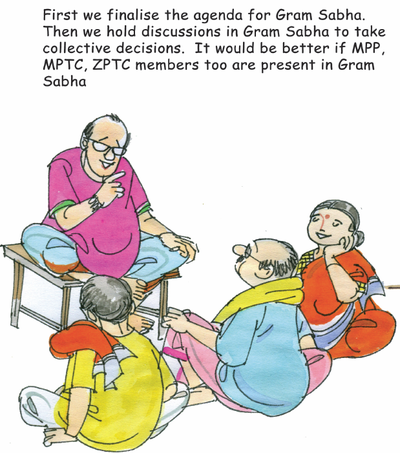 First we finalise the agenda for Gram Sabha.
Then we hold discussions in Gram Sabha to take
collective decisions.  It would be better if MPP,
MPTC, ZPTC members too are present in Gram
Sabha